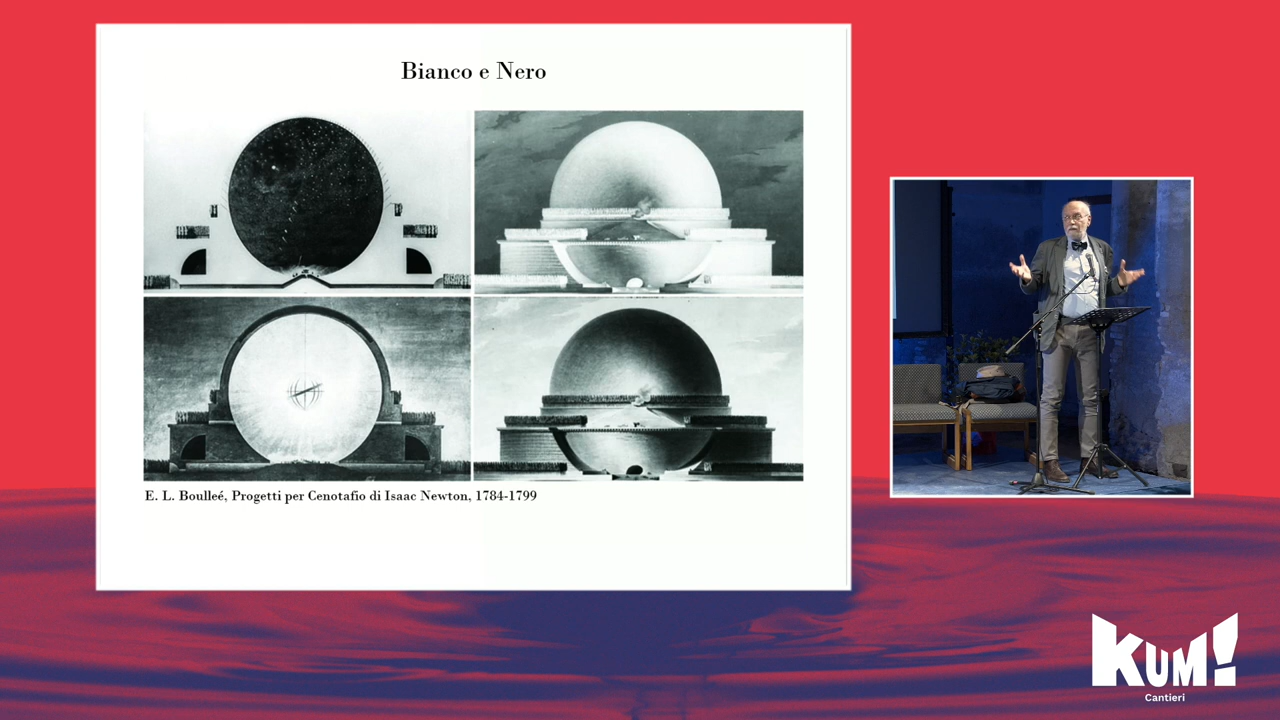 Bianco e Nero
E. L. Boulleé, Progetti per Cenotafio di Isaac Newton, 1784-1799
KUM!
Cantieri